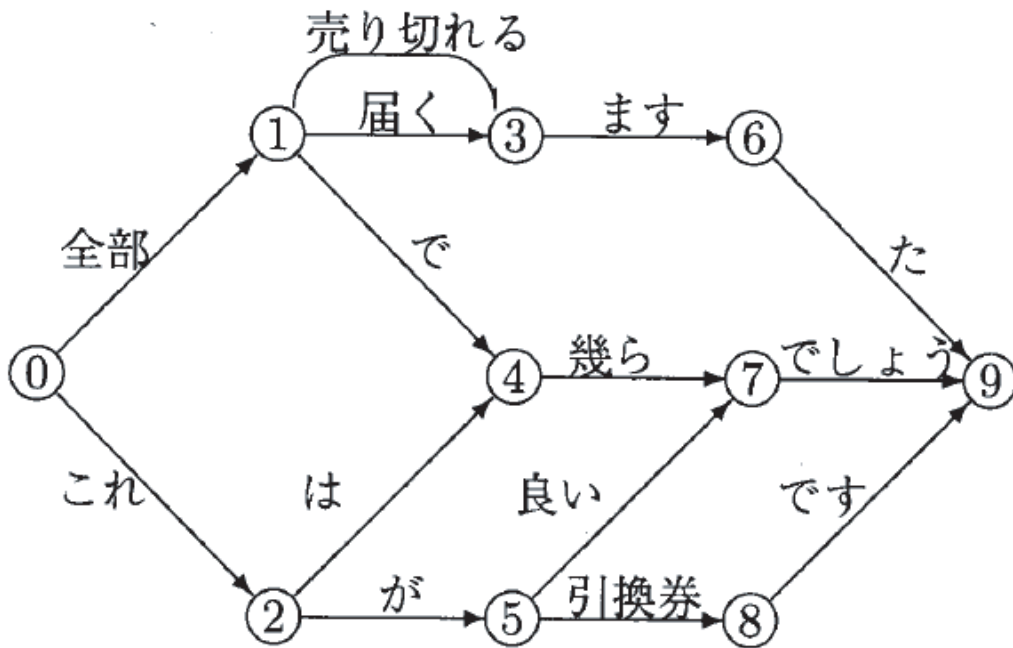 売り切れる
① 届く ③ ます ⑥
全部 で た
⓪ ④ 幾ら ⑦ でしょう ⑨
これ は 良い です
② が ⑤ 引換券 ⑧